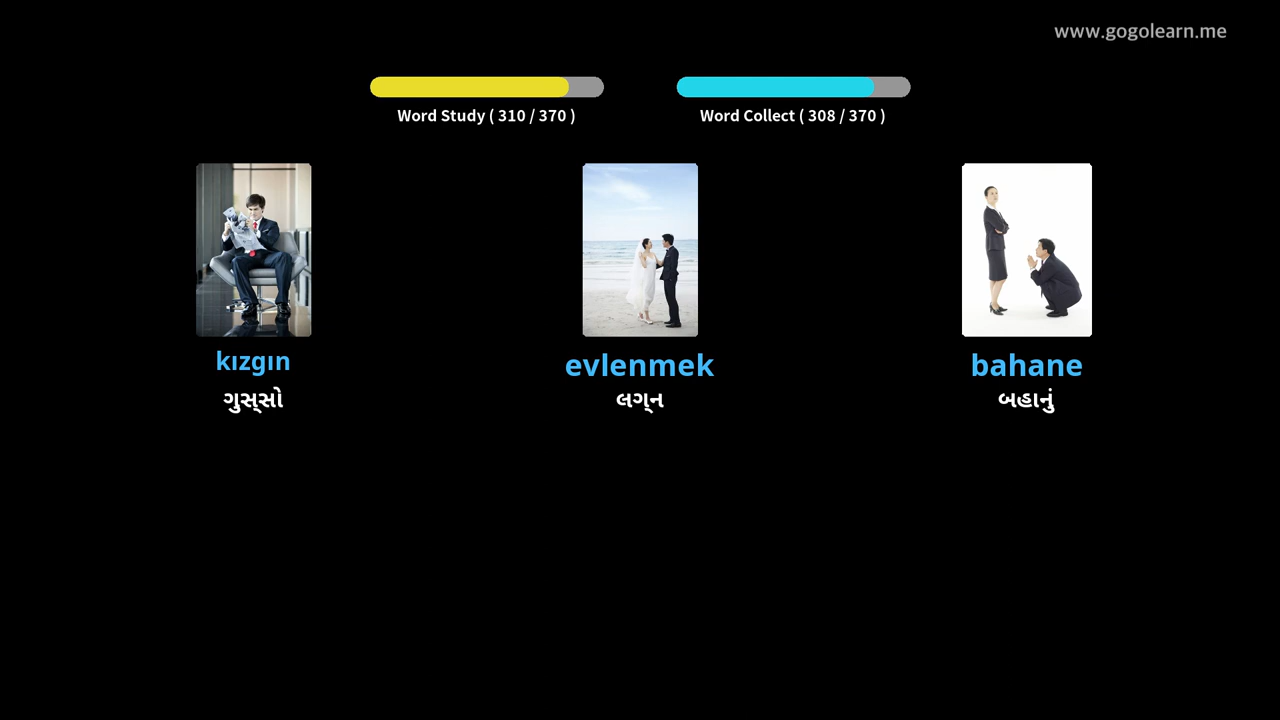 www.gogolearn.me
Word Study ( 310 / 370 )
Word Collect ( 308 / 370 )
kızgın
ગુસ્સો
evlenmek
લગ્ન
bahane
બહાનું